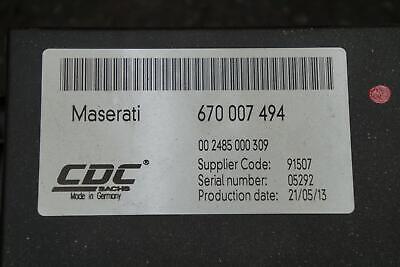 Maserati 670 007 494
00 2485 000 309
Supplier Code: 91507
CDC® Serial number: 05292
SACHS
Made in Germany Production date: 21/05/13